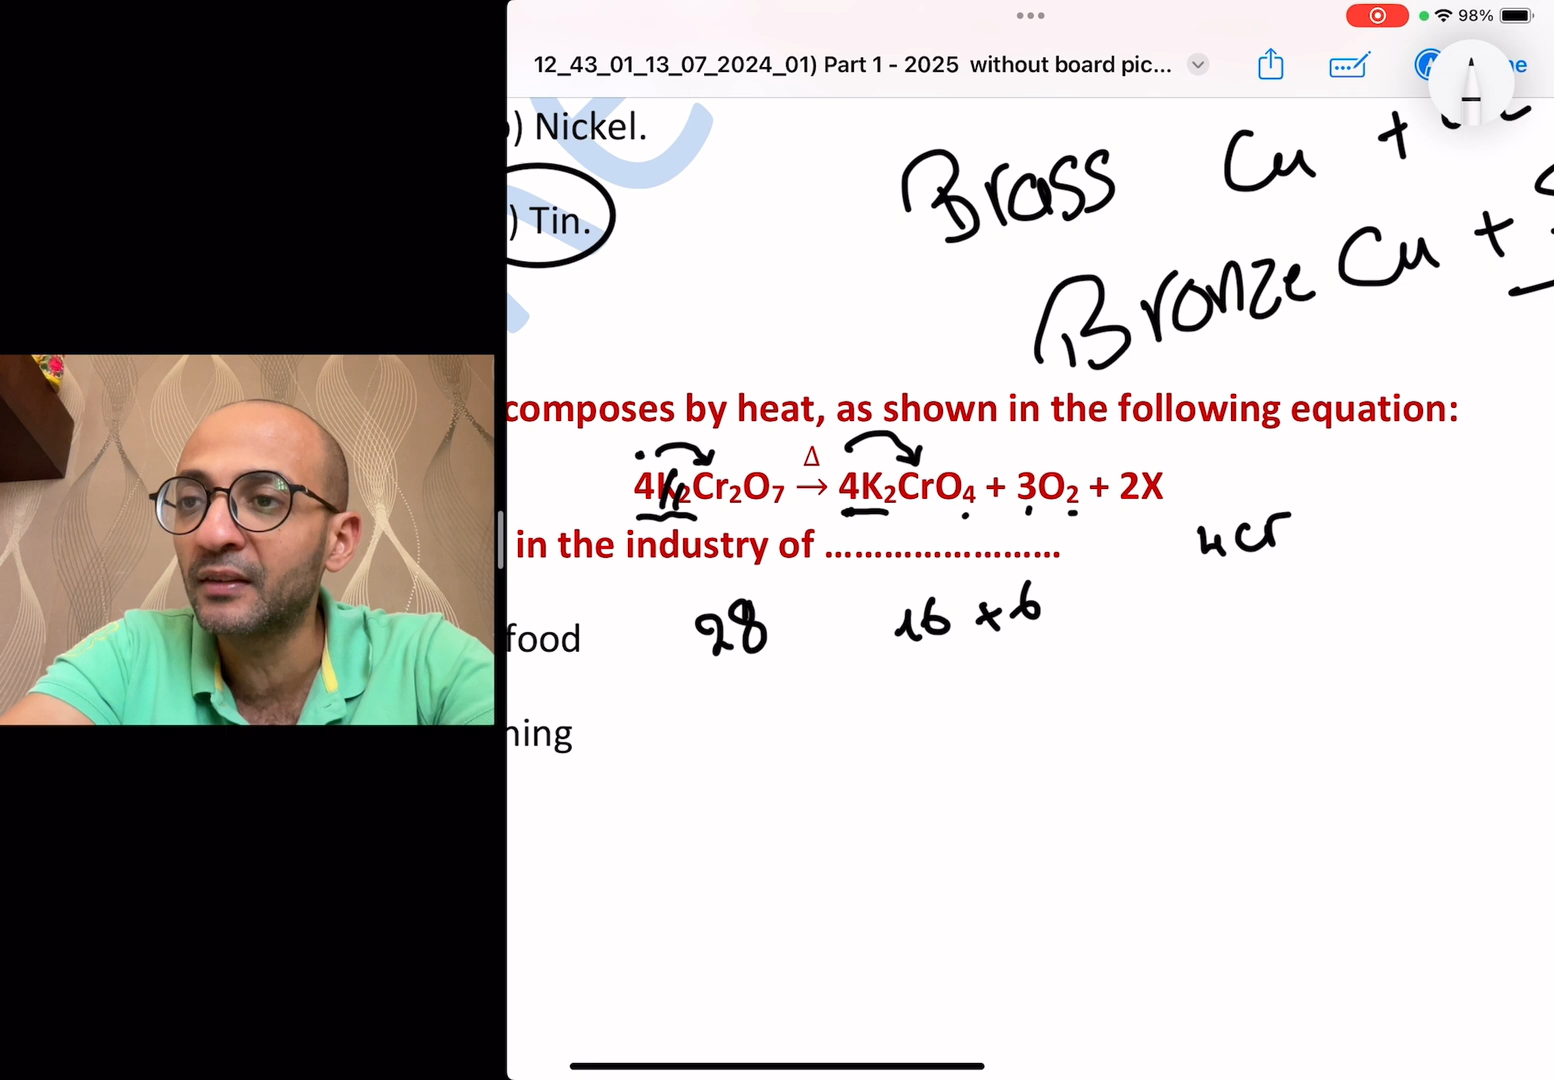 98%
12_43_01_13_07_2024_01) Part 1 - 2025 without board pic...
) Nickel.
) Tin.
Brass Cu +
Bronze Cu +
composes by heat, as shown in the following equation:
Δ
4K₂Cr₂O₇ → 4K₂CrO₄ + 3O₂ + 2X
4Cr
in the industry of ........................
food
28 16 + 6
ning